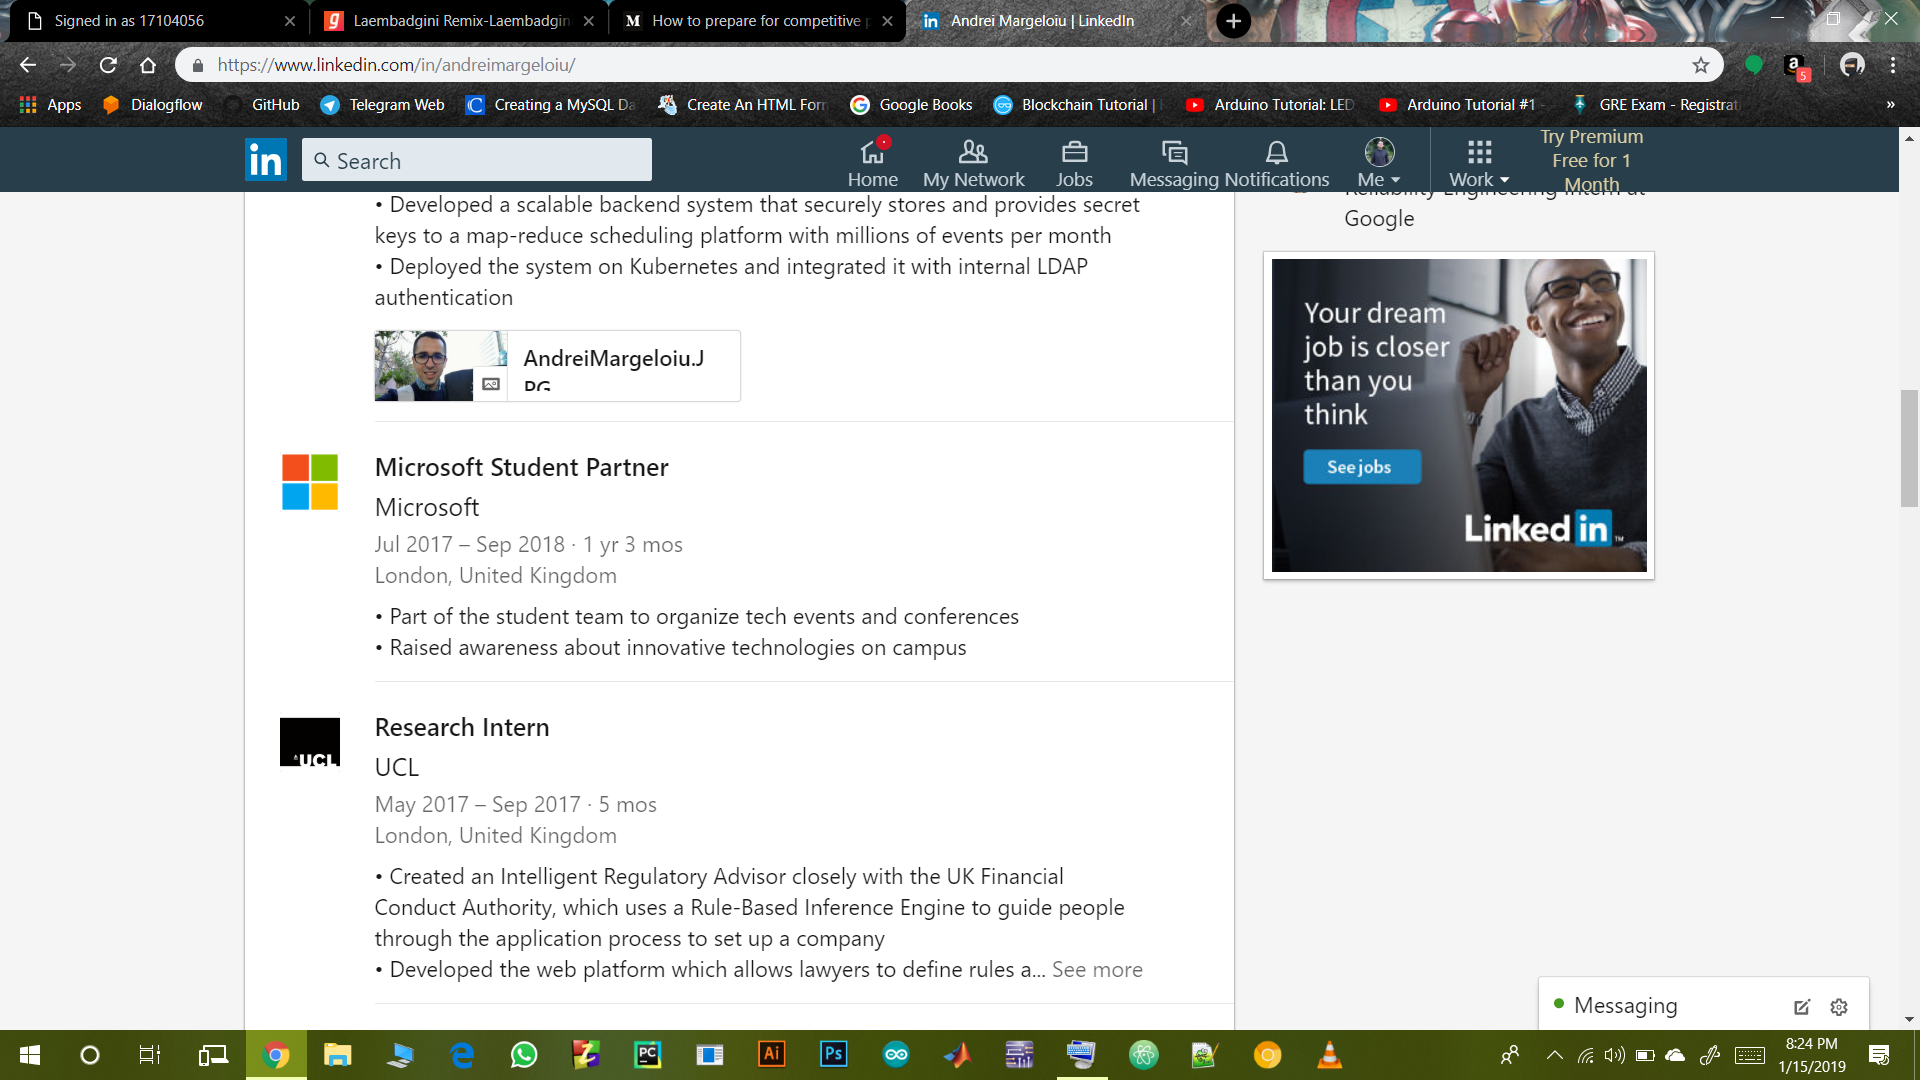 Signed in as 17104056
Laembadgini Remix-Laembadgin
How to prepare for competitive p
Andrei Margeloiu | LinkedIn
https://www.linkedin.com/in/andreimargeloiu/
Apps
Dialogflow
GitHub
Telegram Web
Creating a MySQL Da
Create An HTML Forr
Google Books
Blockchain Tutorial |
Arduino Tutorial: LED
Arduino Tutorial #1 -
GRE Exam - Registrat
»
in
Search
Home
My Network
Jobs
Messaging
Notifications
Me
Work
Try Premium
Free for 1
Month
• Developed a scalable backend system that securely stores and provides secret
keys to a map-reduce scheduling platform with millions of events per month
• Deployed the system on Kubernetes and integrated it with internal LDAP
authentication
AndreiMargeloiu.J
PG
Microsoft Student Partner
Microsoft
Jul 2017 – Sep 2018 · 1 yr 3 mos
London, United Kingdom
• Part of the student team to organize tech events and conferences
• Raised awareness about innovative technologies on campus
UCL
Research Intern
UCL
May 2017 – Sep 2017 · 5 mos
London, United Kingdom
• Created an Intelligent Regulatory Advisor closely with the UK Financial
Conduct Authority, which uses a Rule-Based Inference Engine to guide people
through the application process to set up a company
• Developed the web platform which allows lawyers to define rules a... See more
Reliability Engineering Intern at
Google
Your dream
job is closer
than you
think
See jobs
Linked in ™
Messaging
PC
Ai
Ps
8:24 PM
1/15/2019